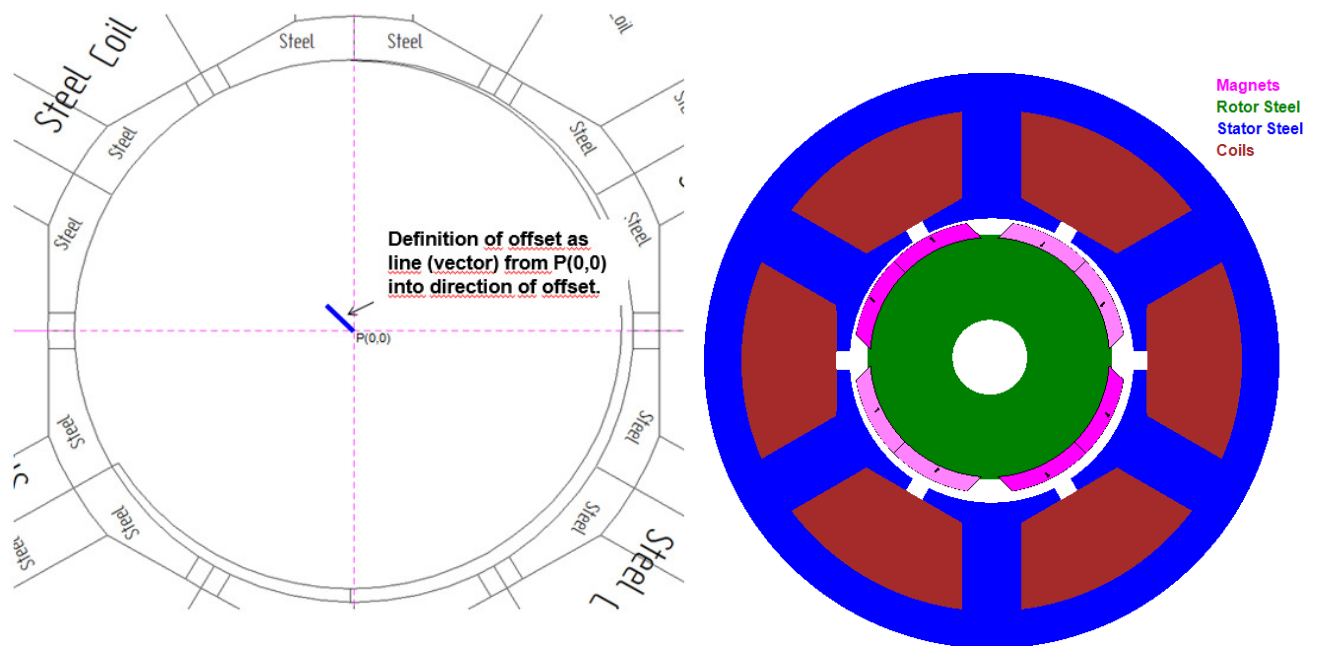 Steel
Steel
Coil
Steel
Steel
Steel
Steel
Steel
Definition of offset as
line (vector) from P(0,0)
into direction of offset.
P(0,0)
Steel
Steel
Steel
Steel
Steel
Steel
Magnets
Rotor Steel
Stator Steel
Coils